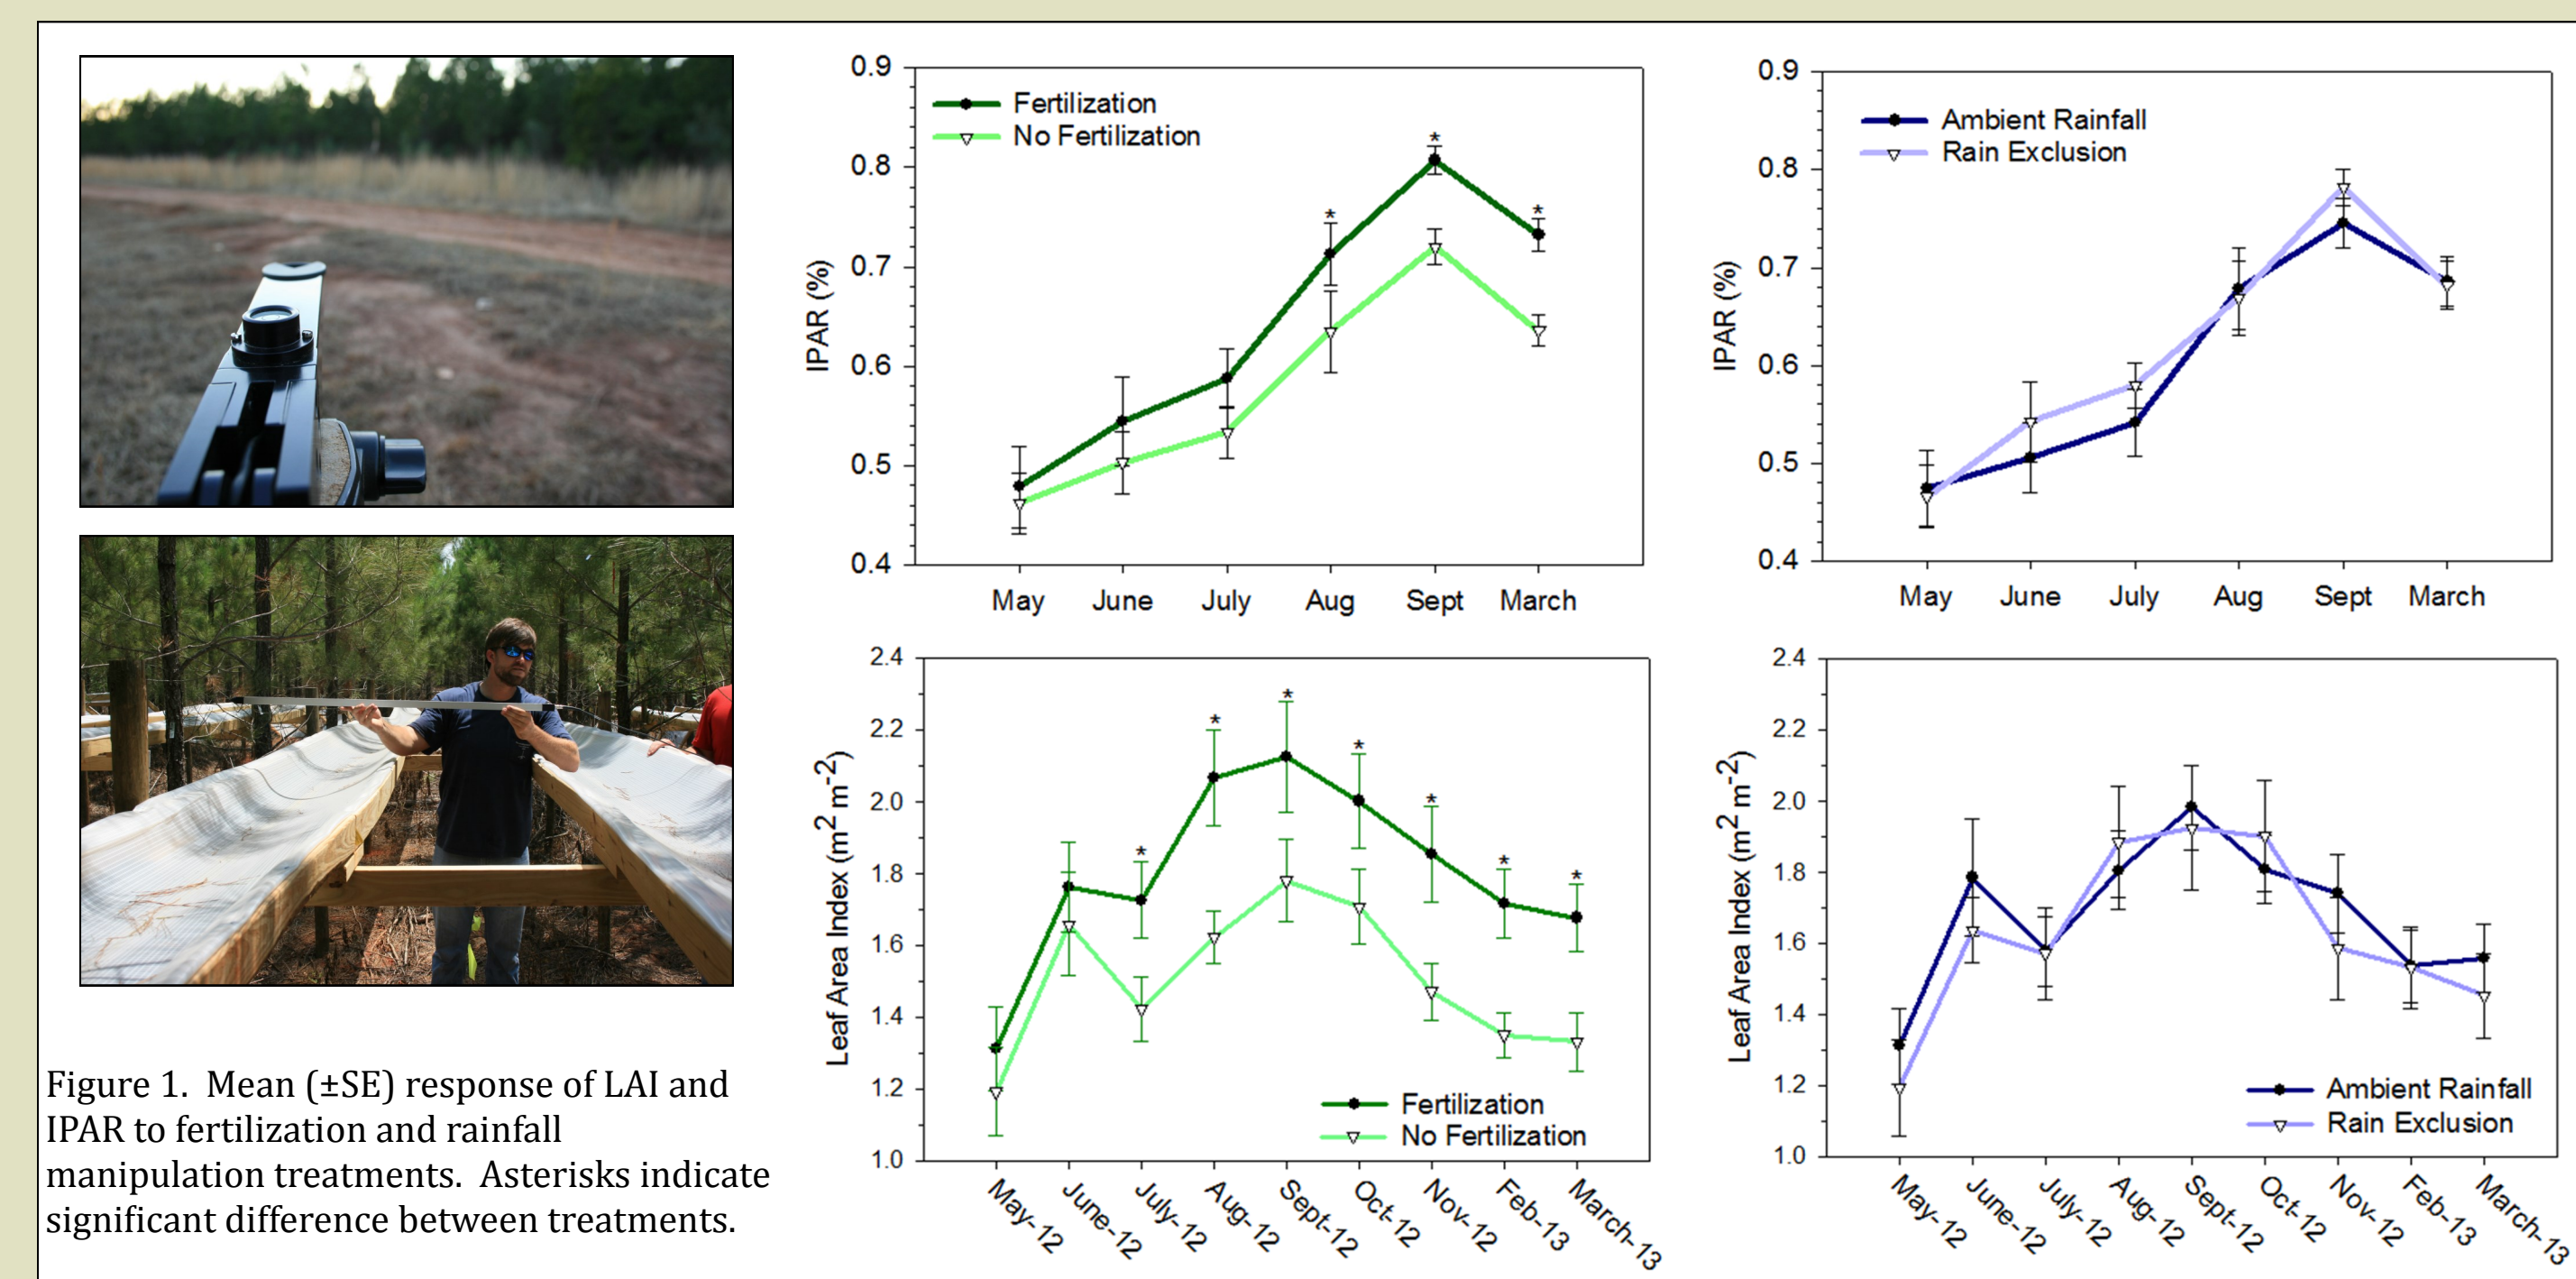 0.9
0.8
0.7
0.6
0.5
0.4
IPAR (%)
Fertilization
No Fertilization
*
*
*
May June July Aug Sept March
0.9
0.8
0.7
0.6
0.5
0.4
IPAR (%)
Ambient Rainfall
Rain Exclusion
May June July Aug Sept March
2.4
2.2
2.0
1.8
1.6
1.4
1.2
1.0
Leaf Area Index (m² m⁻²)
*
*
*
*
*
*
*
Fertilization
No Fertilization
May-12 June-12 July-12 Aug-12 Sept-12 Oct-12 Nov-12 Feb-13 March-13
2.4
2.2
2.0
1.8
1.6
1.4
1.2
1.0
Leaf Area Index (m² m⁻²)
Ambient Rainfall
Rain Exclusion
May-12 June-12 July-12 Aug-12 Sept-12 Oct-12 Nov-12 Feb-13 March-13
Figure 1. Mean (±SE) response of LAI and
IPAR to fertilization and rainfall
manipulation treatments. Asterisks indicate
significant difference between treatments.